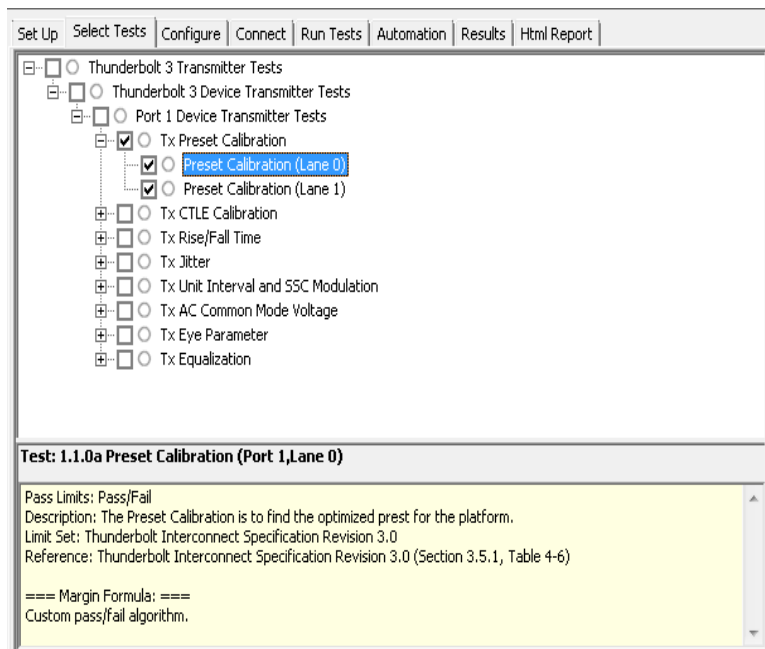 Set Up Select Tests Configure Connect Run Tests Automation Results Html Report
Thunderbolt 3 Transmitter Tests
Thunderbolt 3 Device Transmitter Tests
Port 1 Device Transmitter Tests
Tx Preset Calibration
Preset Calibration (Lane 0)
Preset Calibration (Lane 1)
Tx CTLE Calibration
Tx Rise/Fall Time
Tx Jitter
Tx Unit Interval and SSC Modulation
Tx AC Common Mode Voltage
Tx Eye Parameter
Tx Equalization
Test: 1.1.0a Preset Calibration (Port 1,Lane 0)
Pass Limits: Pass/Fail
Description: The Preset Calibration is to find the optimized prest for the platform.
Limit Set: Thunderbolt Interconnect Specification Revision 3.0
Reference: Thunderbolt Interconnect Specification Revision 3.0 (Section 3.5.1, Table 4-6)
=== Margin Formula: ===
Custom pass/fail algorithm.